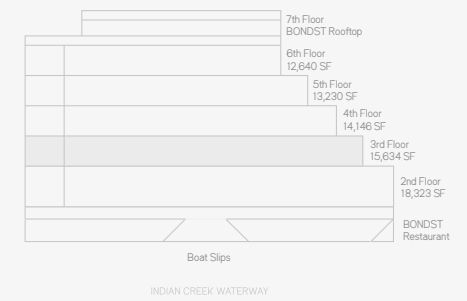 7th Floor
BONDST Rooftop
6th Floor
12,640 SF
5th Floor
13,230 SF
4th Floor
14,146 SF
3rd Floor
15,634 SF
2nd Floor
18,323 SF
BONDST
Restaurant
Boat Slips
INDIAN CREEK WATERWAY